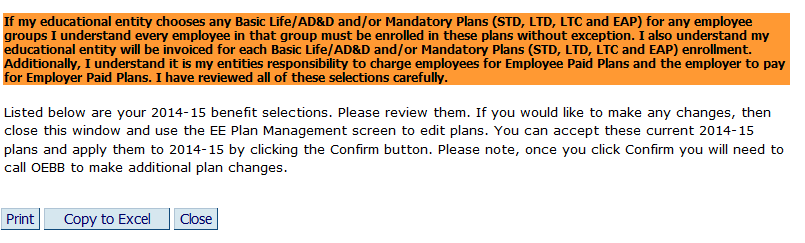 If my educational entity chooses any Basic Life/AD&D and/or Mandatory Plans (STD, LTD, LTC and EAP) for any employee
groups I understand every employee in that group must be enrolled in these plans without exception. I also understand my
educational entity will be invoiced for each Basic Life/AD&D and/or Mandatory Plans (STD, LTD, LTC and EAP) enrollment.
Additionally, I understand it is my entities responsibility to charge employees for Employee Paid Plans and the employer to pay
for Employer Paid Plans. I have reviewed all of these selections carefully.
Listed below are your 2014-15 benefit selections. Please review them. If you would like to make any changes, then
close this window and use the EE Plan Management screen to edit plans. You can accept these current 2014-15
plans and apply them to 2014-15 by clicking the Confirm button. Please note, once you click Confirm you will need to
call OEBB to make additional plan changes.
Print Copy to Excel Close